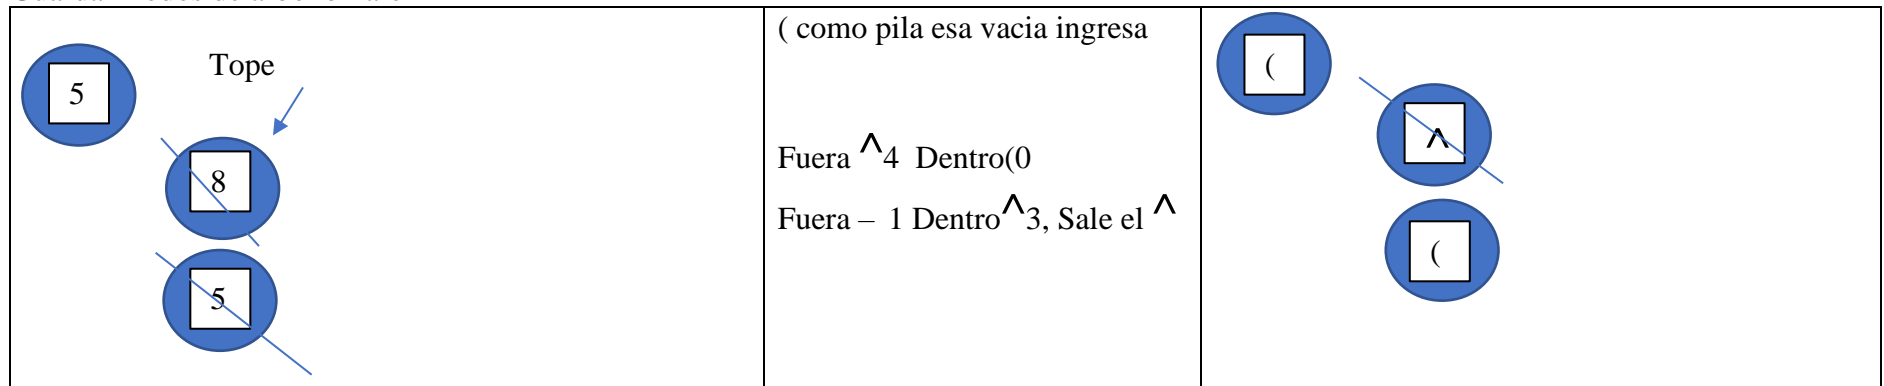 5
Tope
8
5
( como pila esa vacia ingresa
Fuera ^4 Dentro(0
Fuera – 1 Dentro^3, Sale el ^
(
^
(